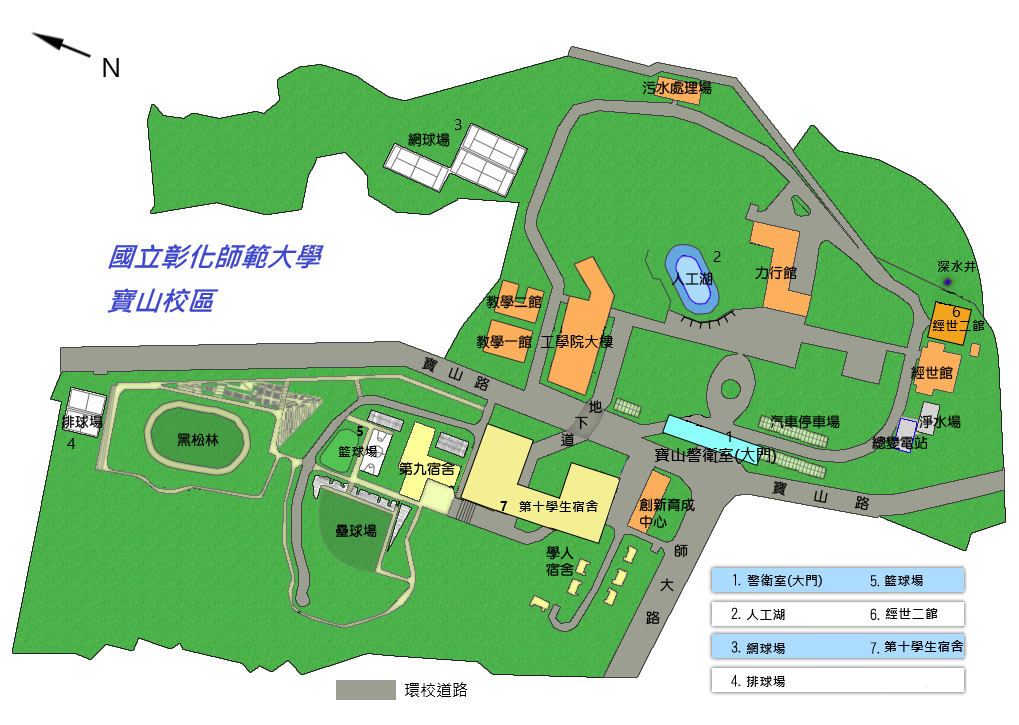 N
污水處理場
3
網球場
國立彰化師範大學
寶山校區
2
人工湖
力行館
深水井
6
經世二館
教學二館
教學一館
工學院大樓
寶山路
經世館
排球場
4
黑松林
5
籃球場
第九宿舍
地下道
汽車停車場
淨水場
總變電站
1
寶山警衛室(大門)
寶山路
壘球場
7 第十學生宿舍
創新育成
中心
學人
宿舍
師大路
1. 警衛室(大門)
5. 籃球場
2. 人工湖
6. 經世二館
3. 網球場
7. 第十學生宿舍
4. 排球場
環校道路